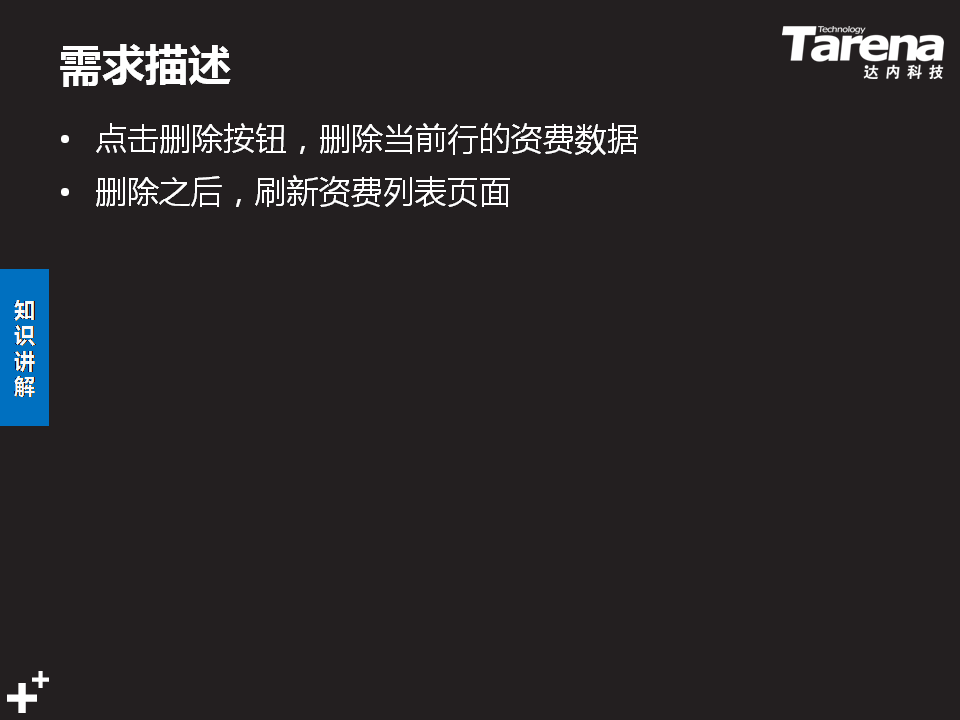 需求描述
Technology
Tarena
达内科技
• 点击删除按钮，删除当前行的资费数据
• 删除之后，刷新资费列表页面
知识讲解